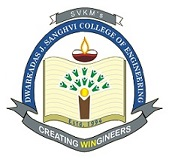 SVKM's
DWARKADAS J. SANGHVI COLLEGE OF ENGINEERING
Estd. 1994
CREATING WINGINEERS